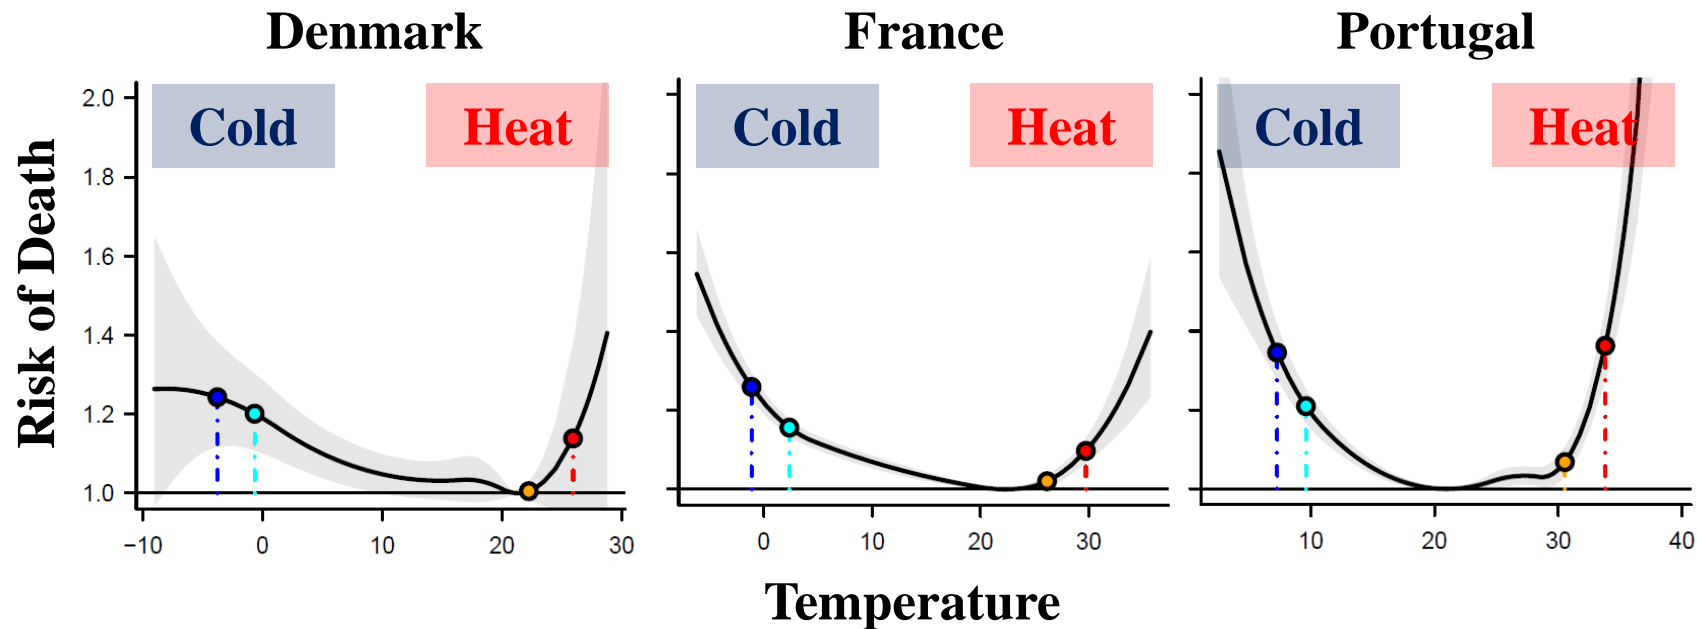 Denmark France Portugal
Cold Heat Cold Heat Cold Heat
Risk of Death
2.0
1.8
1.6
1.4
1.2
1.0
−10 0 10 20 30
0 10 20 30
10 20 30 40
Temperature